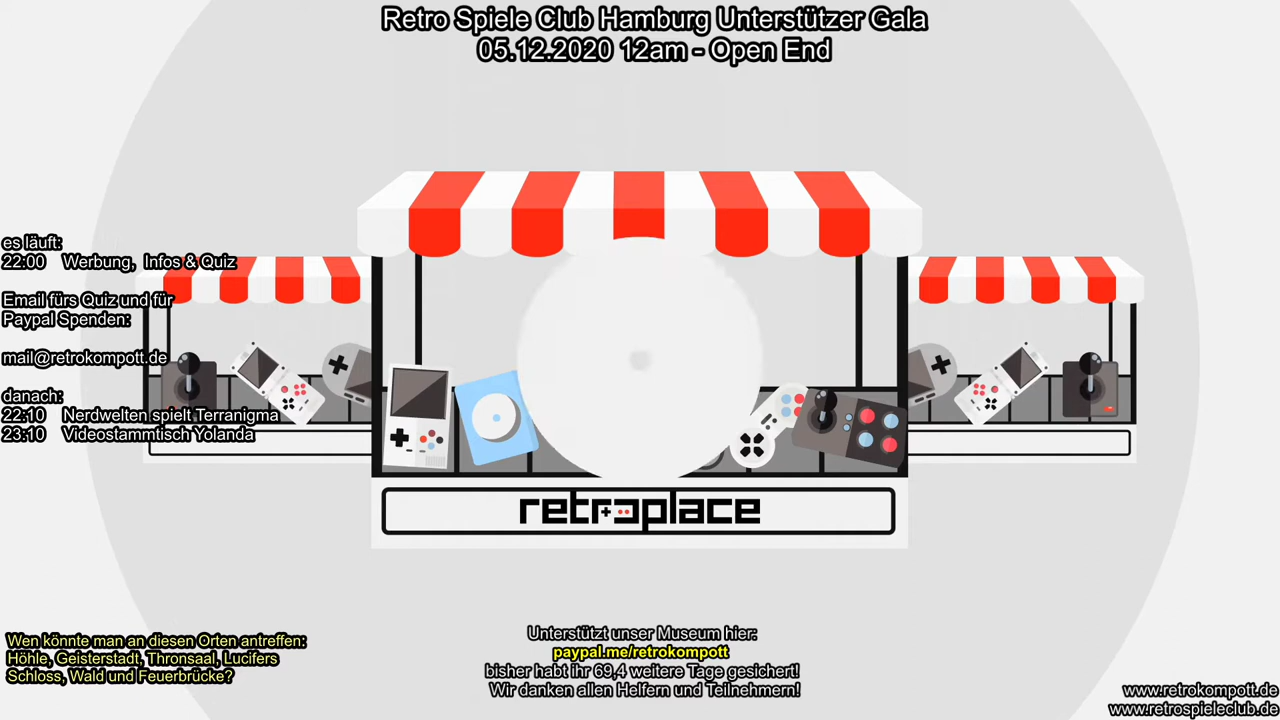 Retro Spiele Club Hamburg Unterstützer Gala
05.12.2020 12am - Open End
es läuft:
22:00 Werbung, Infos & Quiz
Email fürs Quiz und für
Paypal Spenden:
mail@retrokompott.de
danach:
22:10 Nerdwelten spielt Terranigma
23:10 Videostammtisch Yolanda
retroplace
Wen könnte man an diesen Orten antreffen:
Höhle, Geisterstadt, Thronsaal, Lucifers
Schloss, Wald und Feuerbrücke?
Unterstützt unser Museum hier:
paypal.me/retrokompott
bisher habt ihr 69,4 weitere Tage gesichert!
Wir danken allen Helfern und Teilnehmern!
www.retrokompott.de
www.retrospieleclub.de